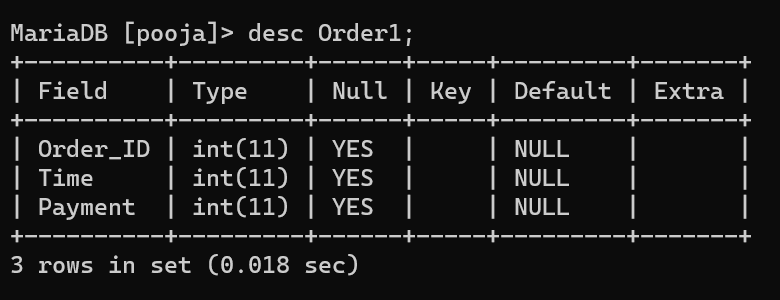 MariaDB [pooja]> desc Order1;
+----------+---------+------+-----+---------+-------+
| Field    | Type    | Null | Key | Default | Extra |
+----------+---------+------+-----+---------+-------+
| Order_ID | int(11) | YES  |     | NULL    |       |
| Time     | int(11) | YES  |     | NULL    |       |
| Payment  | int(11) | YES  |     | NULL    |       |
+----------+---------+------+-----+---------+-------+
3 rows in set (0.018 sec)